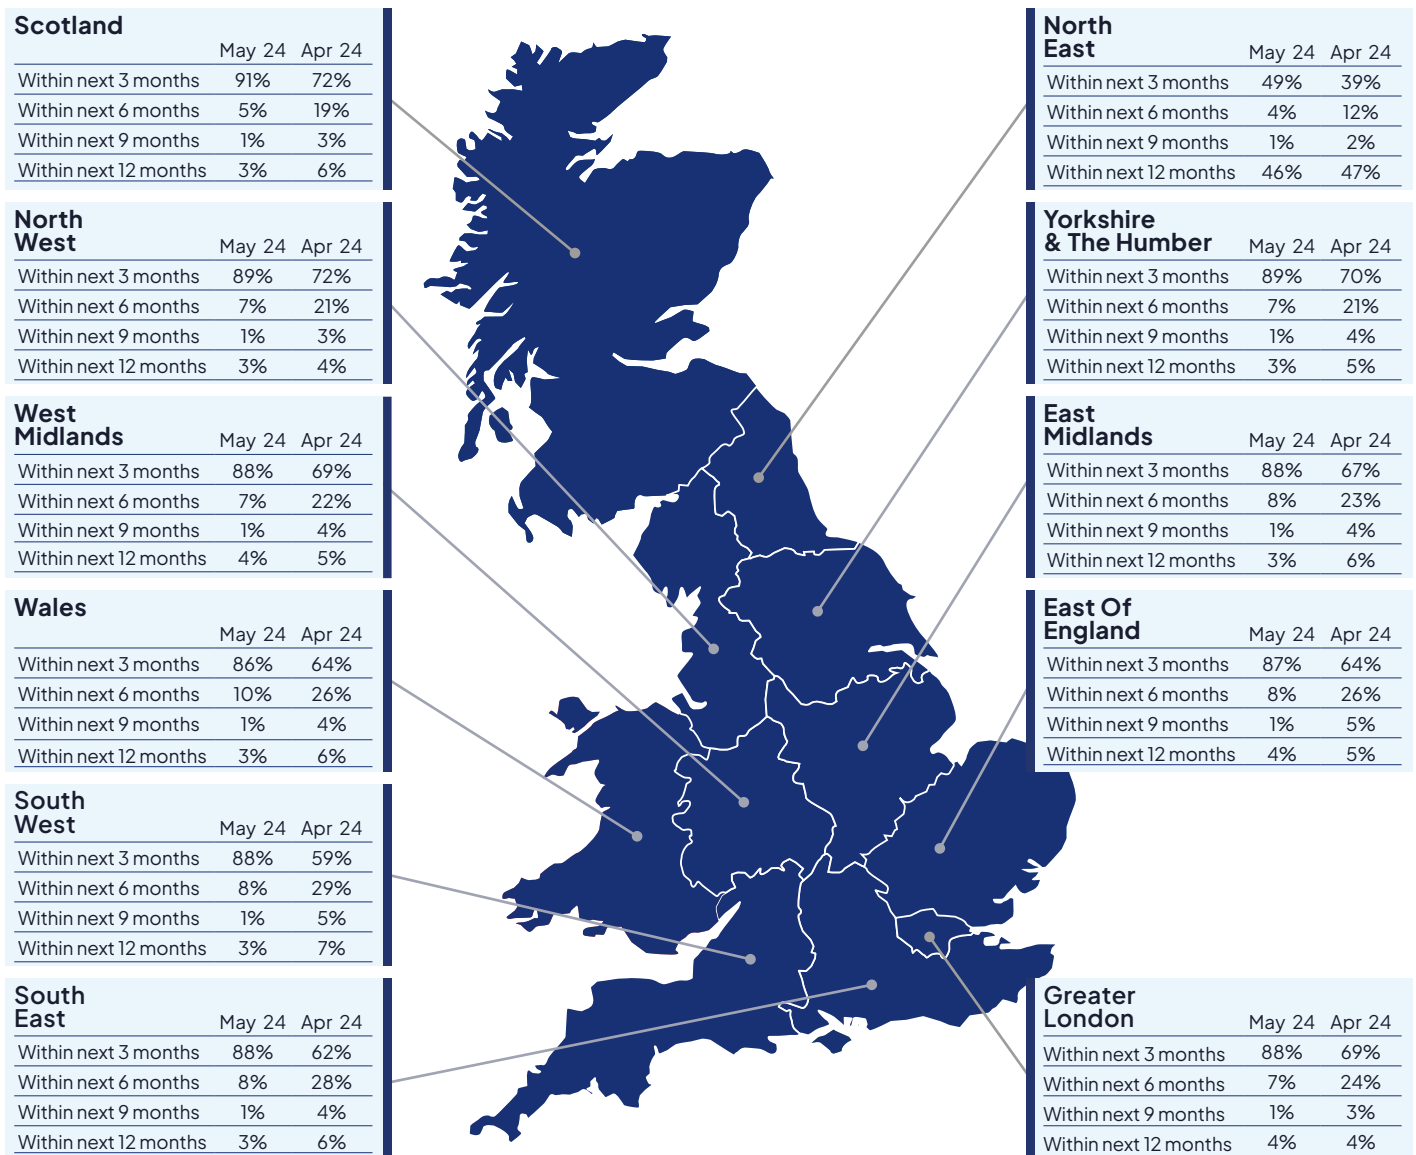 Scotland
May 24 Apr 24
Within next 3 months 91% 72%
Within next 6 months 5% 19%
Within next 9 months 1% 3%
Within next 12 months 3% 6%
North
West
May 24 Apr 24
Within next 3 months 89% 72%
Within next 6 months 7% 21%
Within next 9 months 1% 3%
Within next 12 months 3% 4%
West
Midlands
May 24 Apr 24
Within next 3 months 88% 69%
Within next 6 months 7% 22%
Within next 9 months 1% 4%
Within next 12 months 4% 5%
Wales
May 24 Apr 24
Within next 3 months 86% 64%
Within next 6 months 10% 26%
Within next 9 months 1% 4%
Within next 12 months 3% 6%
South
West
May 24 Apr 24
Within next 3 months 88% 59%
Within next 6 months 8% 29%
Within next 9 months 1% 5%
Within next 12 months 3% 7%
South
East
May 24 Apr 24
Within next 3 months 88% 62%
Within next 6 months 8% 28%
Within next 9 months 1% 4%
Within next 12 months 3% 6%
North
East
May 24 Apr 24
Within next 3 months 49% 39%
Within next 6 months 4% 12%
Within next 9 months 1% 2%
Within next 12 months 46% 47%
Yorkshire
& The Humber
May 24 Apr 24
Within next 3 months 89% 70%
Within next 6 months 7% 21%
Within next 9 months 1% 4%
Within next 12 months 3% 5%
East
Midlands
May 24 Apr 24
Within next 3 months 88% 67%
Within next 6 months 8% 23%
Within next 9 months 1% 4%
Within next 12 months 3% 6%
East Of
England
May 24 Apr 24
Within next 3 months 87% 64%
Within next 6 months 8% 26%
Within next 9 months 1% 5%
Within next 12 months 4% 5%
Greater
London
May 24 Apr 24
Within next 3 months 88% 69%
Within next 6 months 7% 24%
Within next 9 months 1% 3%
Within next 12 months 4% 4%